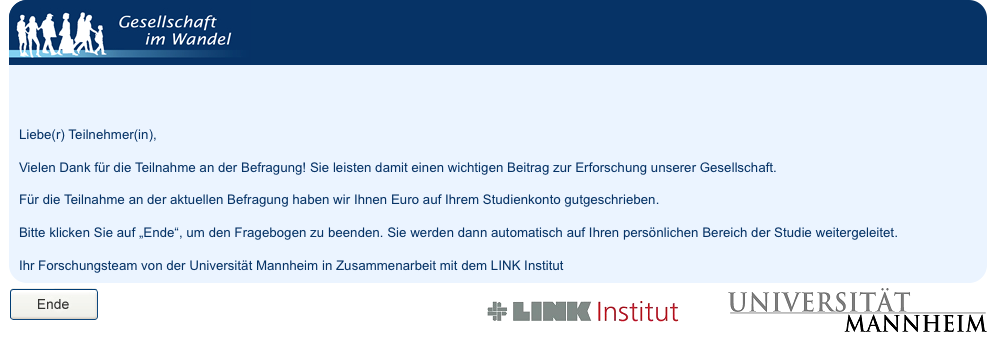 Gesellschaft
im Wandel
Liebe(r) Teilnehmer(in),
Vielen Dank für die Teilnahme an der Befragung! Sie leisten damit einen wichtigen Beitrag zur Erforschung unserer Gesellschaft.
Für die Teilnahme an der aktuellen Befragung haben wir Ihnen Euro auf Ihrem Studienkonto gutgeschrieben.
Bitte klicken Sie auf „Ende“, um den Fragebogen zu beenden. Sie werden dann automatisch auf Ihren persönlichen Bereich der Studie weitergeleitet.
Ihr Forschungsteam von der Universität Mannheim in Zusammenarbeit mit dem LINK Institut
Ende
LINK Institut
UNIVERSITÄT
MANNHEIM